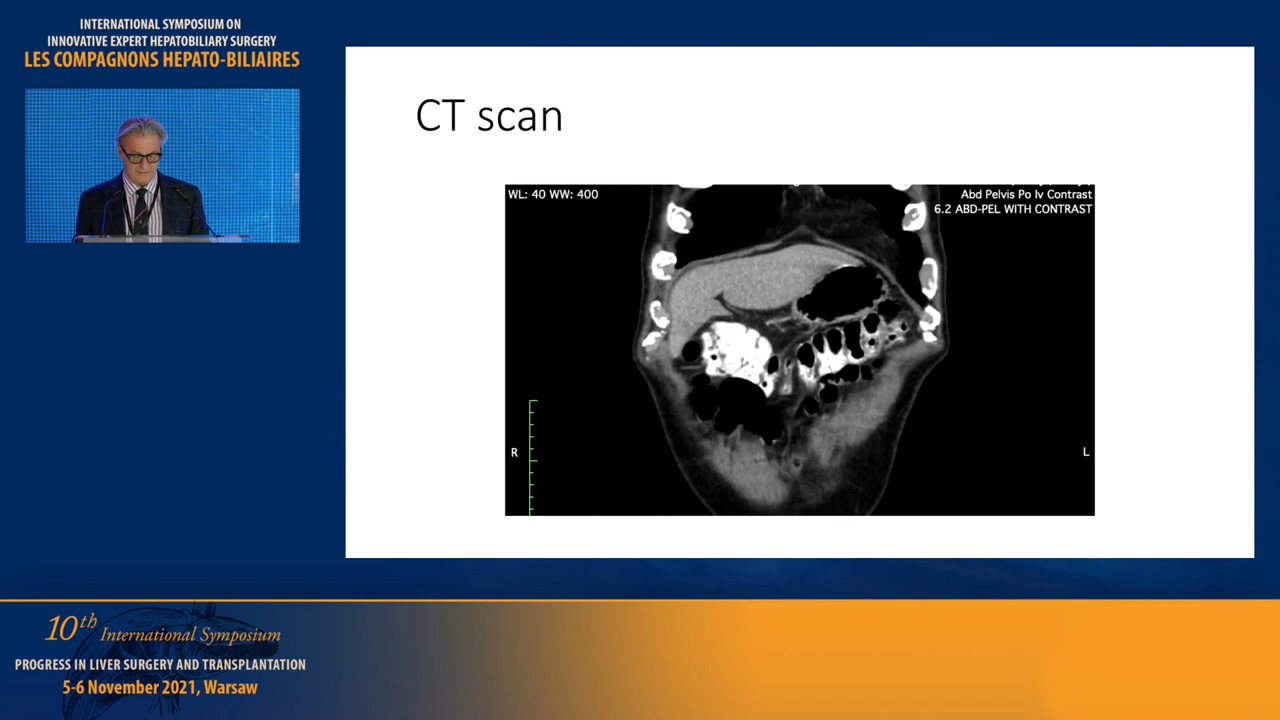 INTERNATIONAL SYMPOSIUM ON
INNOVATIVE EXPERT HEPATOBILIARY SURGERY
LES COMPAGNONS HEPATO-BILIAIRES
CT scan
WL: 40 WW: 400
Abd Pelvis Po Iv Contrast
6.2 ABD-PEL WITH CONTRAST
R
L
10th International Symposium
PROGRESS IN LIVER SURGERY AND TRANSPLANTATION
5-6 November 2021, Warsaw